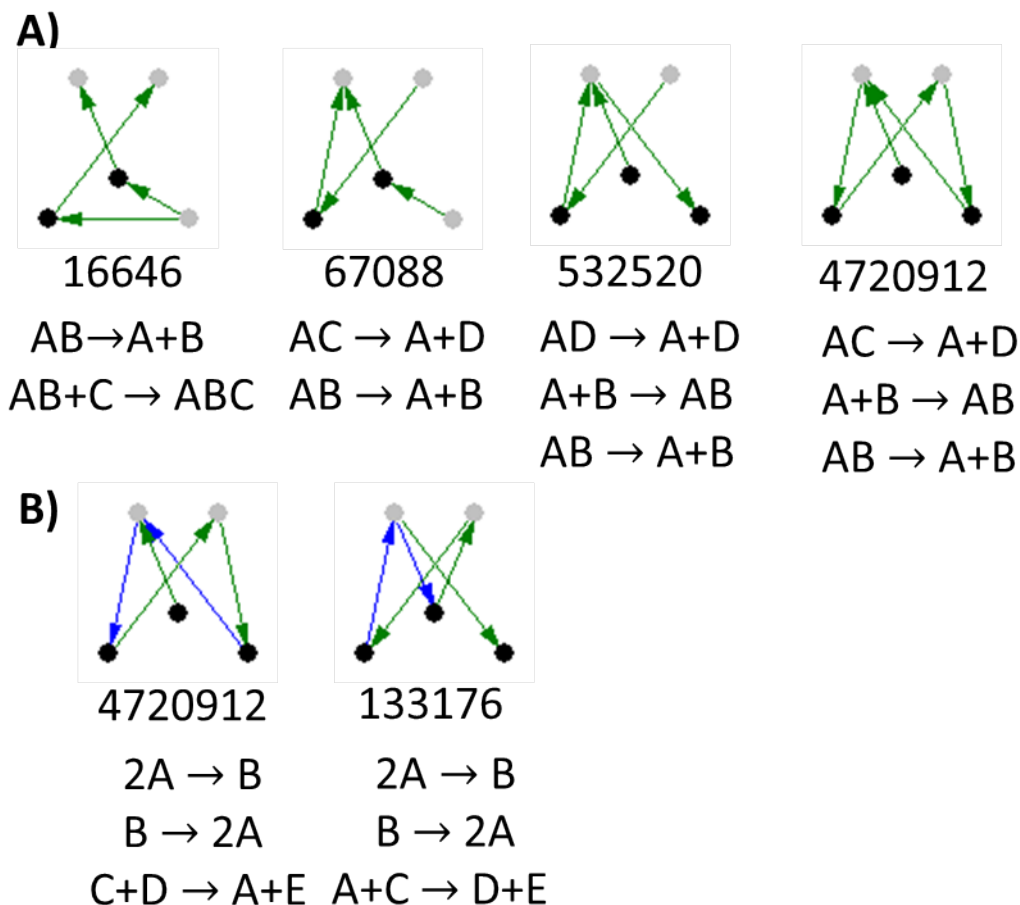 A)
16646 67088 532520 4720912
AB→A+B AC → A+D AD → A+D AC → A+D
AB+C → ABC AB → A+B A+B → AB A+B → AB
AB → A+B AB → A+B
B)
4720912 133176
2A → B 2A → B
B → 2A B → 2A
C+D → A+E A+C → D+E